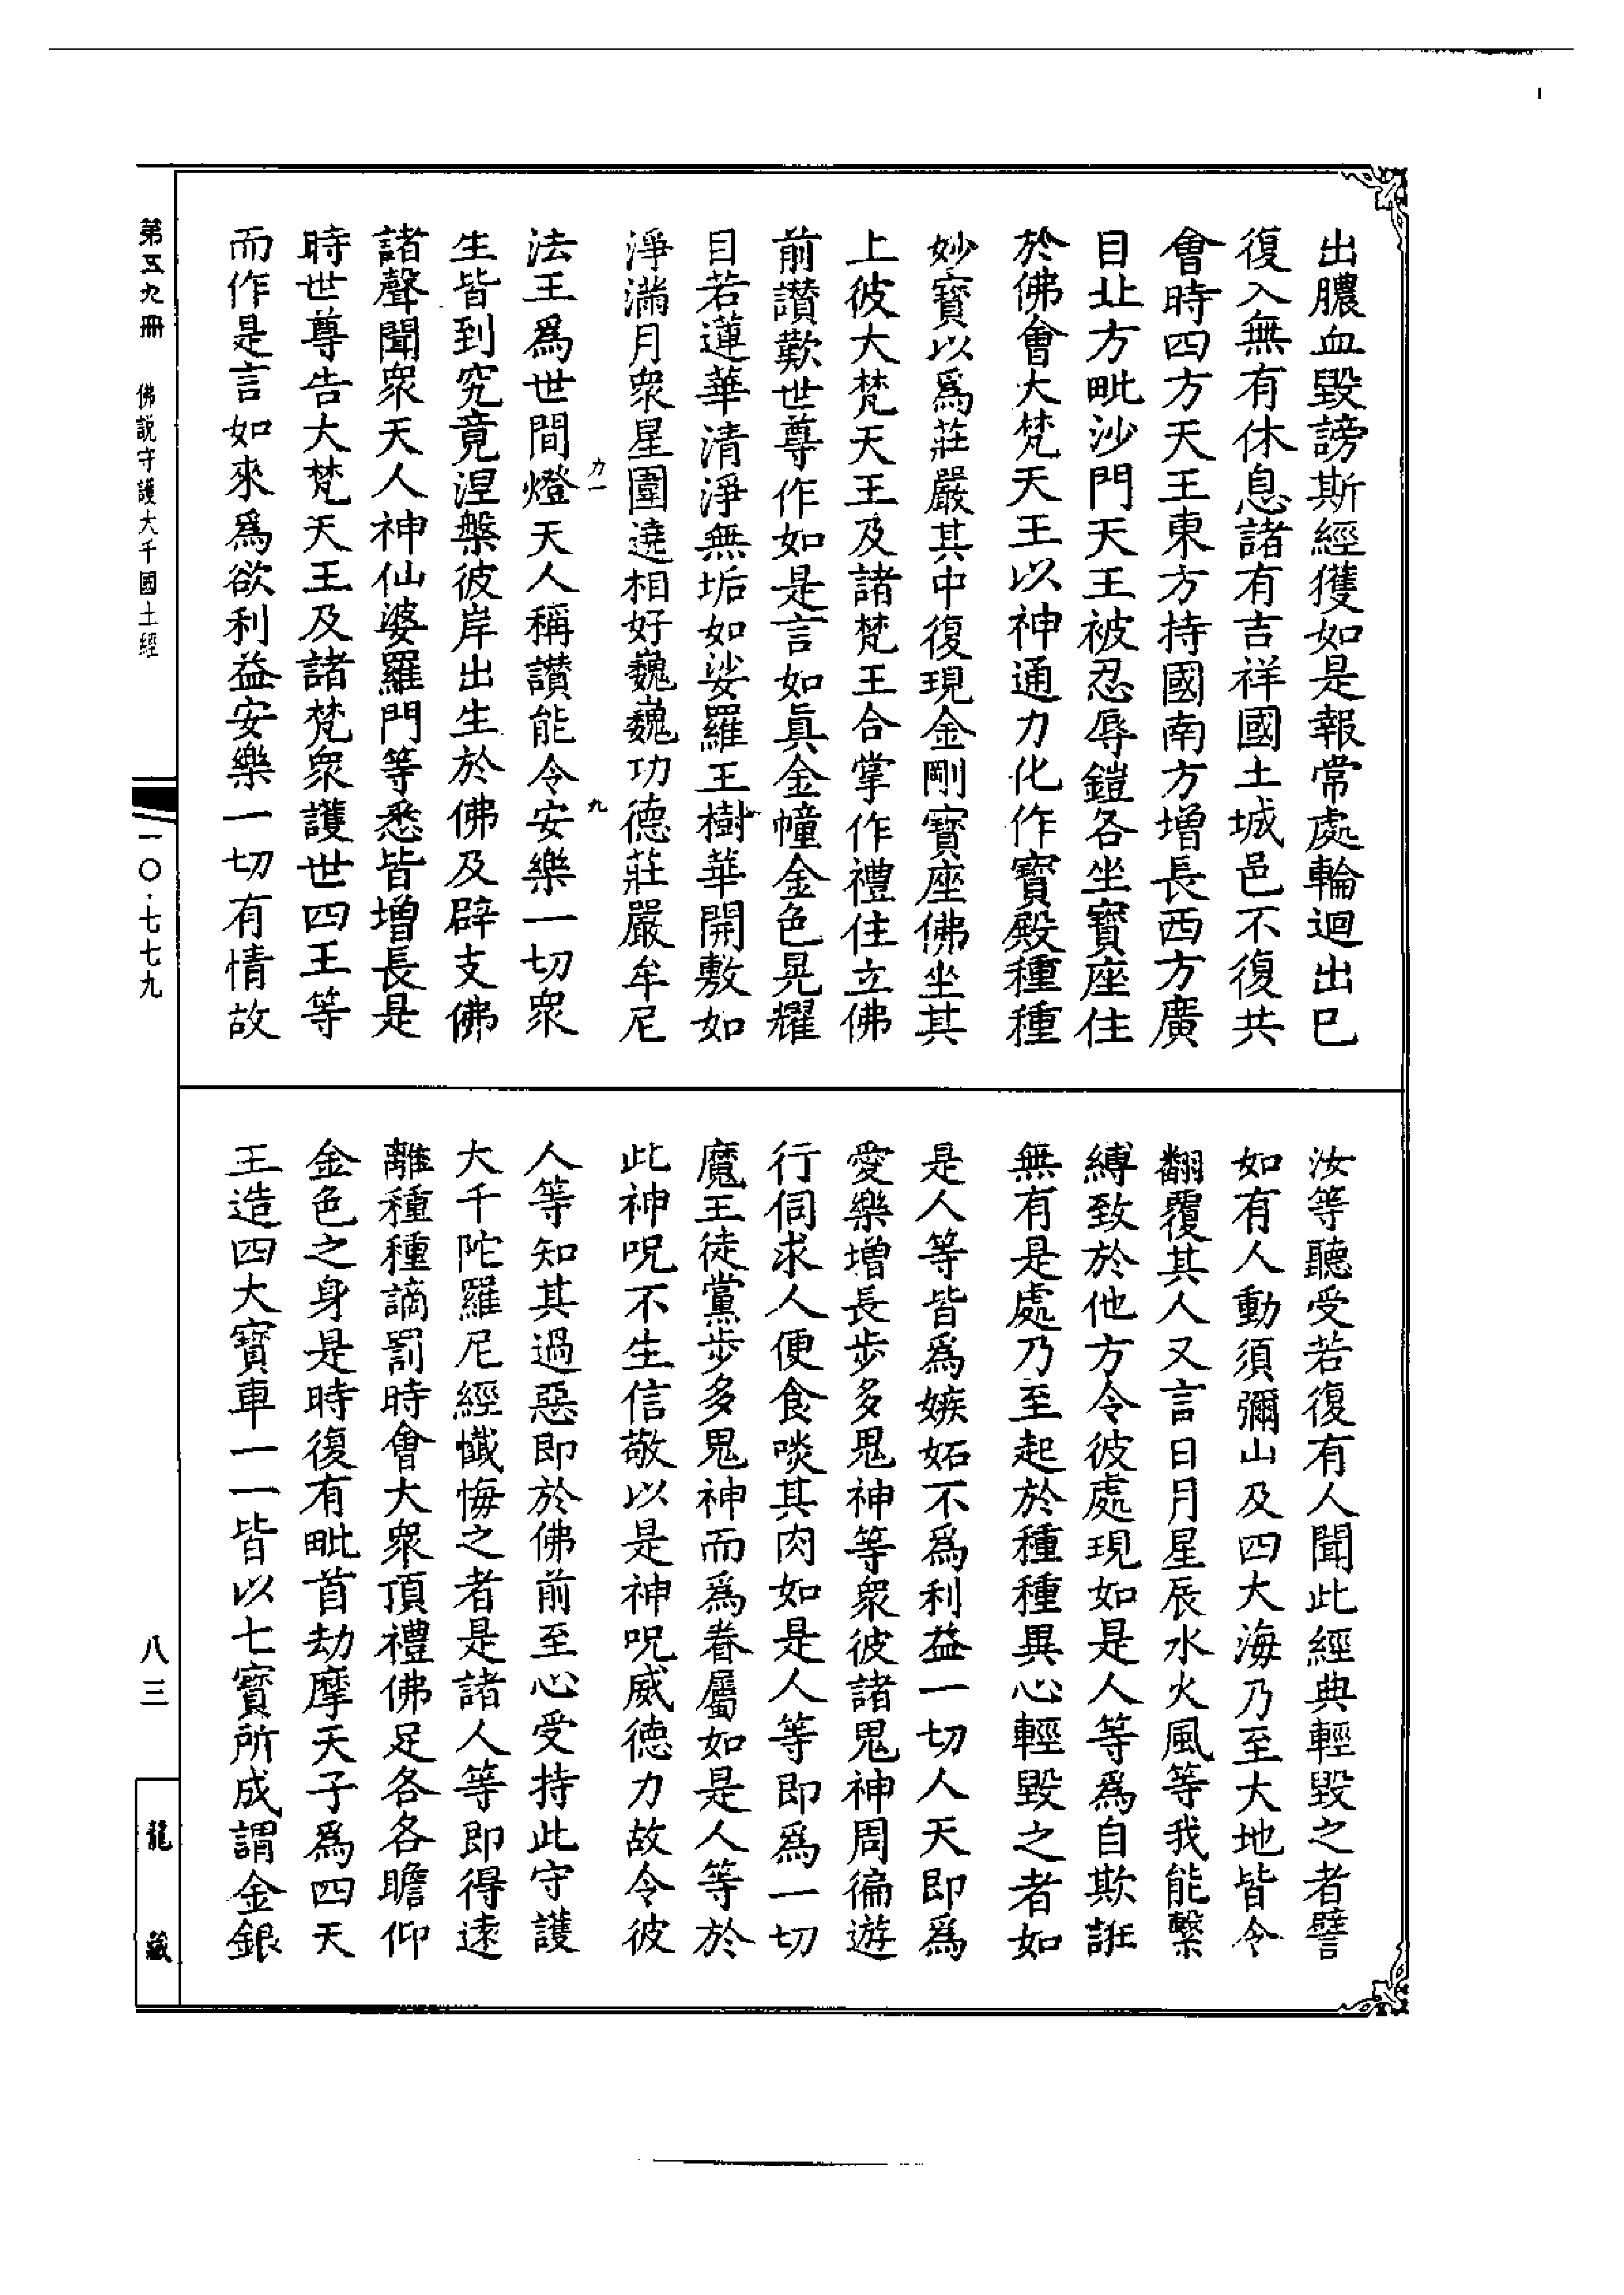 出膿血毀謗斯經獲如是報常處輪迴出巳
復入無有休息諸有吉祥國土城邑不復共
會時四方天王東方持國南方增長西方廣
目北方毗沙門天王被忍辱鎧各坐寶座住
於佛會大梵天王以神通力化作寶殿種種
妙寶以爲莊嚴其中復現金剛寶座佛坐其
上彼大梵天王及諸梵王合掌作禮住立佛
前讃歎世尊作如是言如眞金幢金色晃耀
目若蓮華清淨無垢如娑羅王樹華開敷如
淨滿月衆星圍遶相好巍巍功德莊嚴牟尼
力一
九
法王爲世間燈天人稱讃能令安樂一切衆
生皆到究竟涅槃彼岸出生於佛及辟支佛
諸聲聞衆天人神仙婆羅門等悉皆增長是
時世尊告大梵天王及諸梵衆護世四王等
而作是言如來爲欲利益安樂一切有情故
汝等聽受若復有人聞此經典輕毀之者譬
如有人動須彌山及四大海乃至大地皆令
翻覆其人又言日月星辰水火風等我能繫
縛致於他方令彼處現如是人等爲自欺誑
無有是處乃至起於種種異心輕毀之者如
是人等皆爲嫉妬不爲利益一切人天即爲
愛樂增長步多鬼神等衆彼諸鬼神周徧遊
行伺求人便食啖其肉如是人等即爲一切
魔王徒黨步多鬼神而爲眷屬如是人等於
此神呪不生信敬以是神呪威德力故令彼
人等知其過惡即於佛前至心受持此守護
大千陀羅尼經懺悔之者是諸人等即得遠
離種種謫罰時會大衆頂禮佛足各各瞻仰
金色之身是時復有毗首劫摩天子爲四天
王造四大寶車一一皆以七寶所成謂金銀
第五九冊 佛説守護大千國土經
一〇·七七九
八三
龍藏